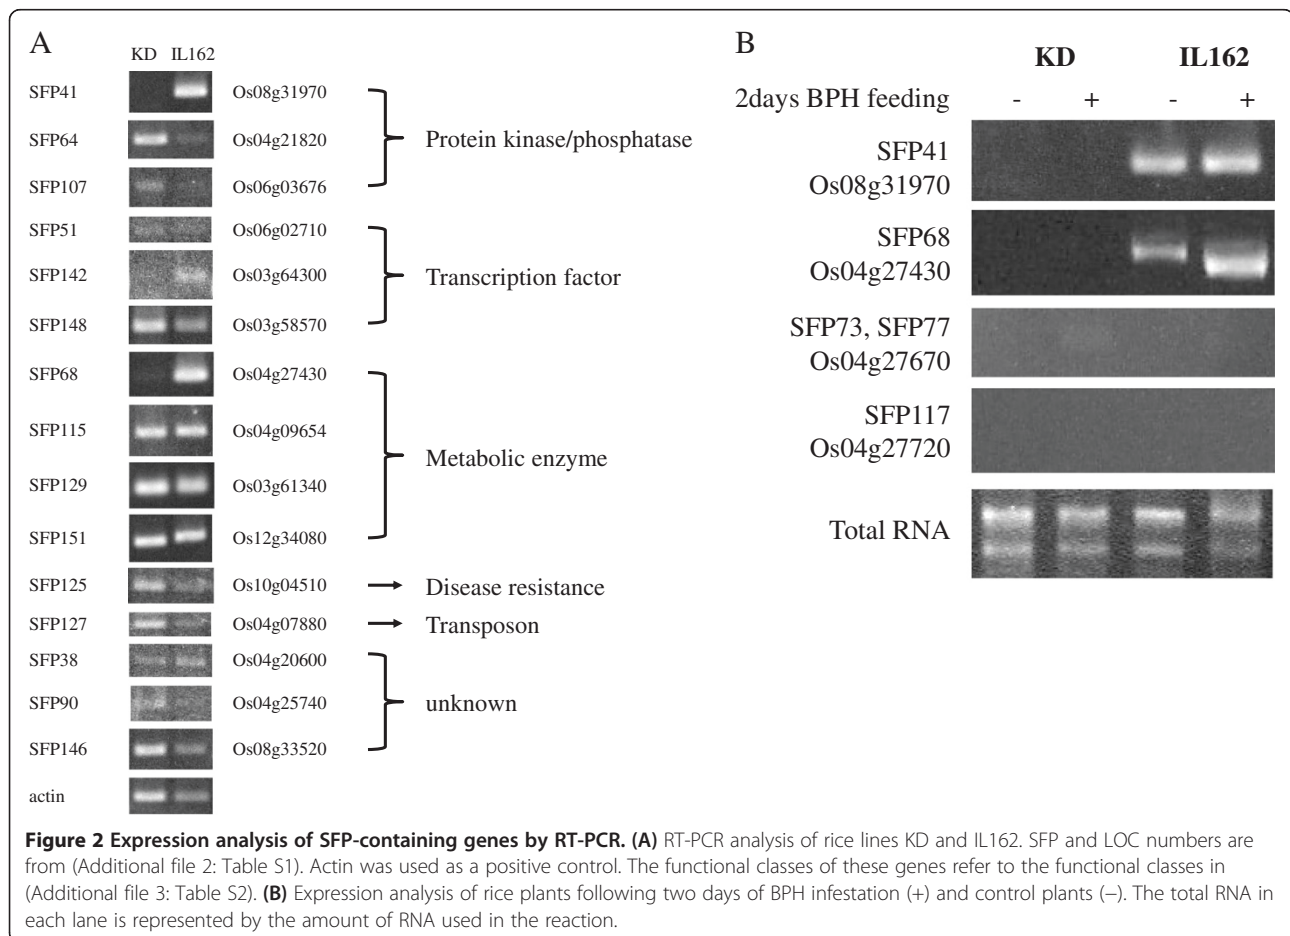 A
KD IL162
SFP41 Os08g31970
SFP64 Os04g21820 Protein kinase/phosphatase
SFP107 Os06g03676
SFP51 Os06g02710
SFP142 Os03g64300 Transcription factor
SFP148 Os03g58570
SFP68 Os04g27430
SFP115 Os04g09654
Metabolic enzyme
SFP129 Os03g61340
SFP151 Os12g34080
SFP125 Os10g04510 Disease resistance
SFP127 Os04g07880 Transposon
SFP38 Os04g20600
SFP90 Os04g25740 unknown
SFP146 Os08g33520
actin
B
KD IL162
2days BPH feeding - + - +
SFP41
Os08g31970
SFP68
Os04g27430
SFP73, SFP77
Os04g27670
SFP117
Os04g27720
Total RNA
Figure 2 Expression analysis of SFP-containing genes by RT-PCR. (A) RT-PCR analysis of rice lines KD and IL162. SFP and LOC numbers are
from (Additional file 2: Table S1). Actin was used as a positive control. The functional classes of these genes refer to the functional classes in
(Additional file 3: Table S2). (B) Expression analysis of rice plants following two days of BPH infestation (+) and control plants (−). The total RNA in
each lane is represented by the amount of RNA used in the reaction.